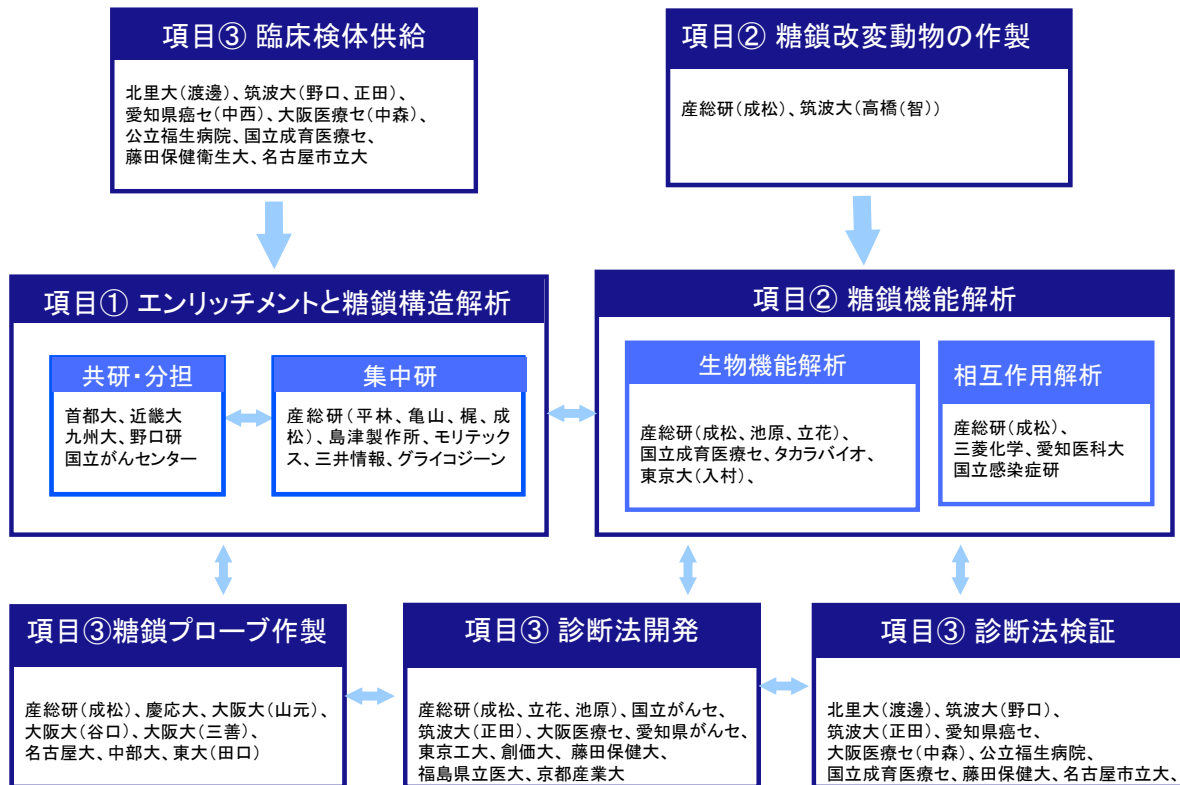 項目③ 臨床検体供給
北里大(渡邊)、筑波大(野口、正田)、
愛知県癌セ(中西)、大阪医療セ(中森)、
公立福生病院、国立成育医療セ、
藤田保健衛生大、名古屋市立大
項目② 糖鎖改変動物の作製
産総研(成松)、筑波大(高橋(智))
項目① エンリッチメントと糖鎖構造解析
共研・分担
首都大、近畿大
九州大、野口研
国立がんセンター
集中研
産総研(平林、亀山、梶、成
松)、島津製作所、モリテック
ス、三井情報、グライコジーン
項目② 糖鎖機能解析
生物機能解析
産総研(成松、池原、立花)、
国立成育医療セ、タカラバイオ、
東京大(入村)、
相互作用解析
産総研(成松)、
三菱化学、愛知医科大
国立感染症研
項目③糖鎖プローブ作製
産総研(成松)、慶応大、大阪大(山元)、
大阪大(谷口)、大阪大(三善)、
名古屋大、中部大、東大(田口)
項目③ 診断法開発
産総研(成松、立花、池原)、国立がんセ、
筑波大(正田)、大阪医療セ、愛知県がんセ、
東京工大、創価大、 藤田保健大、
福島県立医大、京都産業大
項目③ 診断法検証
北里大(渡邊)、筑波大(野口)、
筑波大(正田)、愛知県癌セ、
大阪医療セ(中森)、公立福生病院、
国立成育医療セ、藤田保健大、名古屋市立大、